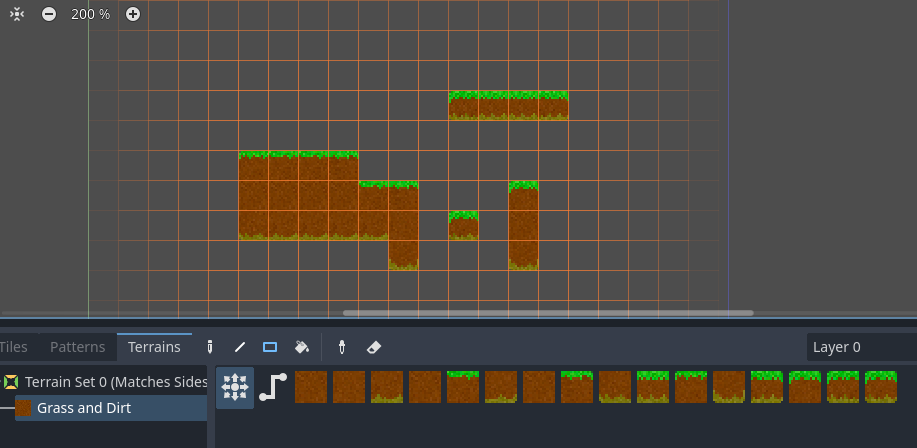 200 %
Tiles Patterns Terrains Layer 0
Terrain Set 0 (Matches Sides
Grass and Dirt